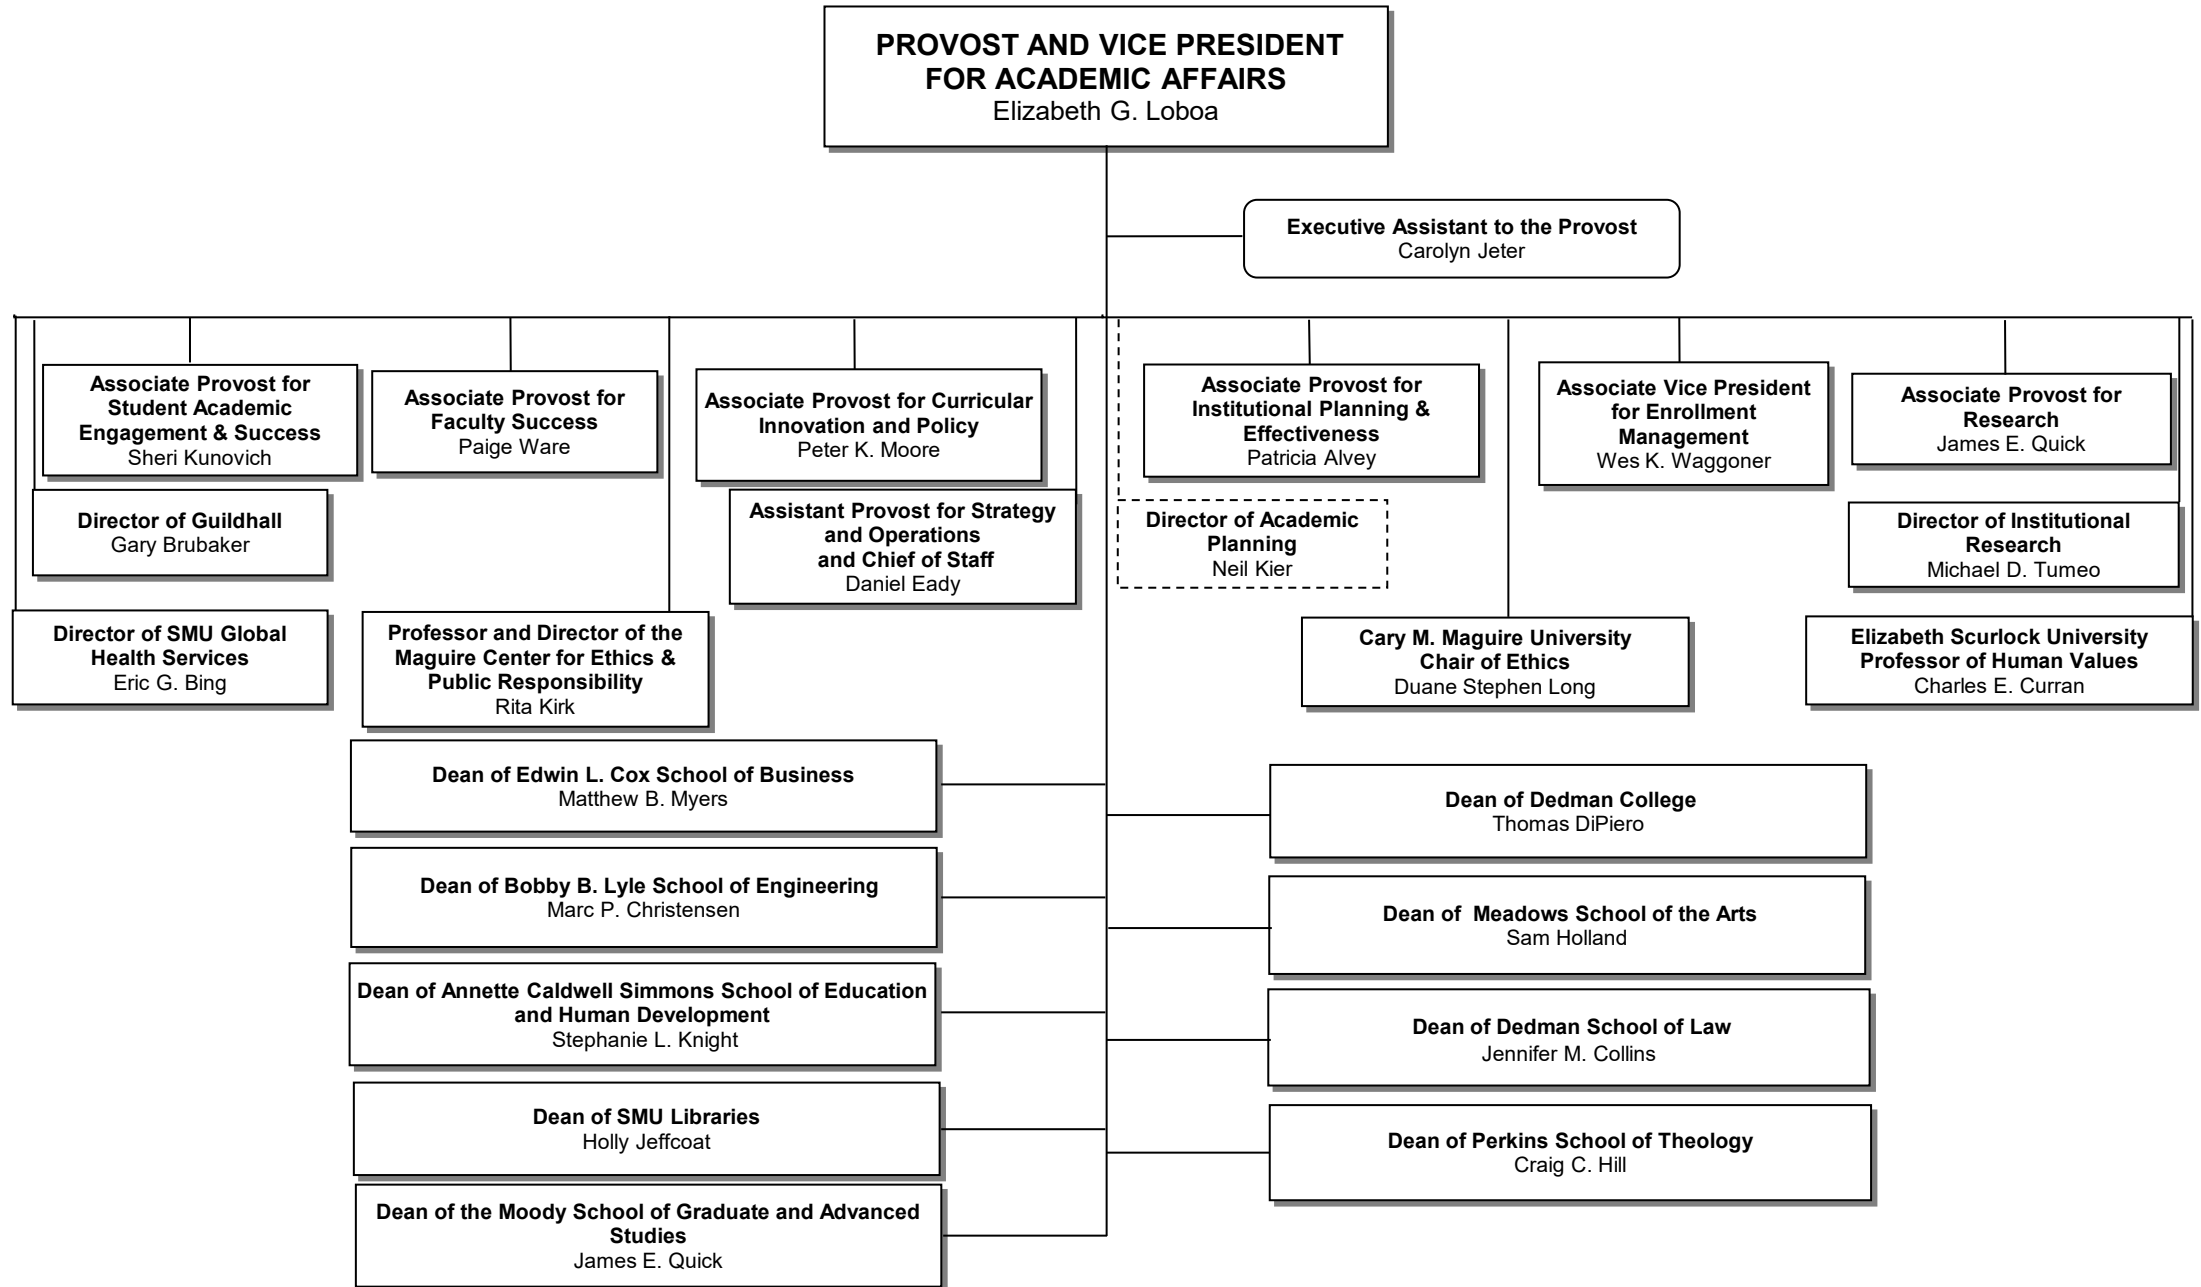 PROVOST AND VICE PRESIDENT
FOR ACADEMIC AFFAIRS
Elizabeth G. Loboa
Executive Assistant to the Provost
Carolyn Jeter
Associate Provost for
Student Academic
Engagement & Success
Sheri Kunovich
Associate Provost for
Faculty Success
Paige Ware
Associate Provost for Curricular
Innovation and Policy
Peter K. Moore
Associate Provost for
Institutional Planning &
Effectiveness
Patricia Alvey
Associate Vice President
for Enrollment
Management
Wes K. Waggoner
Associate Provost for
Research
James E. Quick
Director of Guildhall
Gary Brubaker
Assistant Provost for Strategy
and Operations
and Chief of Staff
Daniel Eady
Director of Academic
Planning
Neil Kier
Director of Institutional
Research
Michael D. Tumeo
Director of SMU Global
Health Services
Eric G. Bing
Professor and Director of the
Maguire Center for Ethics &
Public Responsibility
Rita Kirk
Cary M. Maguire University
Chair of Ethics
Duane Stephen Long
Elizabeth Scurlock University
Professor of Human Values
Charles E. Curran
Dean of Edwin L. Cox School of Business
Matthew B. Myers
Dean of Dedman College
Thomas DiPiero
Dean of Bobby B. Lyle School of Engineering
Marc P. Christensen
Dean of  Meadows School of the Arts
Sam Holland
Dean of Annette Caldwell Simmons School of Education
and Human Development
Stephanie L. Knight
Dean of Dedman School of Law
Jennifer M. Collins
Dean of SMU Libraries
Holly Jeffcoat
Dean of Perkins School of Theology
Craig C. Hill
Dean of the Moody School of Graduate and Advanced
Studies
James E. Quick